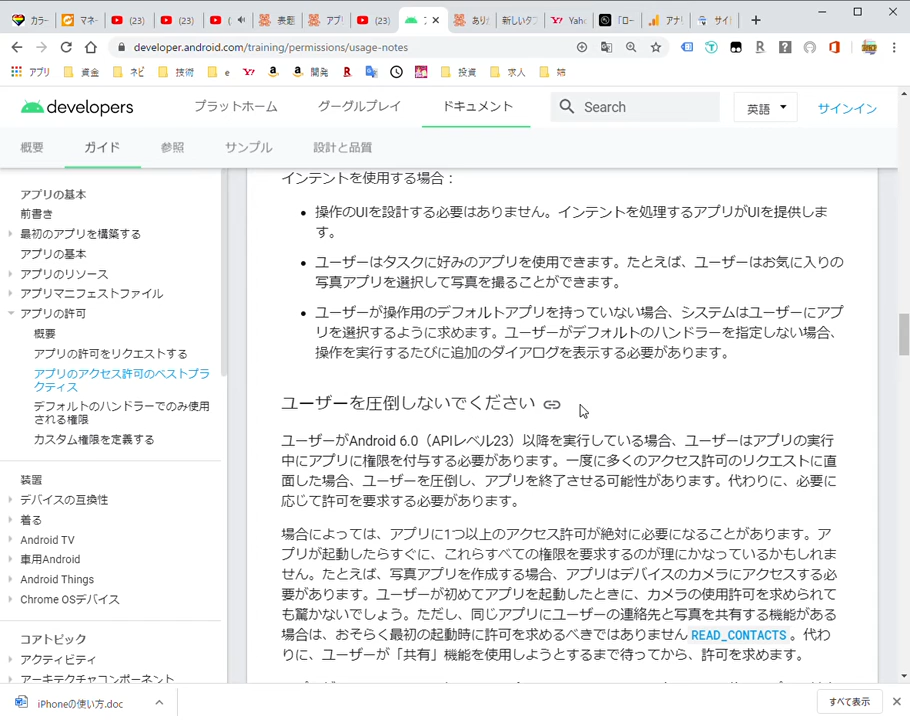 カラー
マネー
(23)
(23)
(23)
表題
アプ
(23)
ありた
新しいタブ
Yaho
「ロー
アナリ
サイト
developer.android.com/training/permissions/usage-notes
アプリ
資金
ネピ
技術
e
開発
投資
求人
姉
developers
プラットホーム
グーグルプレイ
ドキュメント
Search
英語
サインイン
概要
ガイド
参照
サンプル
設計と品質
アプリの基本
前書き
最初のアプリを構築する
アプリの基本
アプリのリソース
アプリマニフェストファイル
アプリの許可
概要
アプリの許可をリクエストする
アプリのアクセス許可のベストプラ
クティス
デフォルトのハンドラーでのみ使用
される権限
カスタム権限を定義する
装置
デバイスの互換性
着る
Android TV
車用Android
Android Things
Chrome OSデバイス
コアトピック
アクティビティ
アーキテクチャコンポーネント
インテントを使用する場合：
• 操作のUIを設計する必要はありません。インテントを処理するアプリがUIを提供しま
す。
• ユーザーはタスクに好みのアプリを使用できます。たとえば、ユーザーはお気に入りの
写真アプリを選択して写真を撮ることができます。
• ユーザーが操作用のデフォルトアプリを持っていない場合、システムはユーザーにアプ
リを選択するように求めます。ユーザーがデフォルトのハンドラーを指定しない場合、
操作を実行するたびに追加のダイアログを表示する必要があります。
ユーザーを圧倒しないでください
ユーザーがAndroid 6.0（APIレベル23）以降を実行している場合、ユーザーはアプリの実行
中にアプリに権限を付与する必要があります。一度に多くのアクセス許可のリクエストに直
面した場合、ユーザーを圧倒し、アプリを終了させる可能性があります。代わりに、必要に
応じて許可を要求する必要があります。
場合によっては、アプリに1つ以上のアクセス許可が絶対に必要になることがあります。ア
プリが起動したらすぐに、これらすべての権限を要求するのが理にかなっているかもしれま
せん。たとえば、写真アプリを作成する場合、アプリはデバイスのカメラにアクセスする必
要があります。ユーザーが初めてアプリを起動したときに、カメラの使用許可を求められて
も驚かないでしょう。ただし、同じアプリにユーザーの連絡先と写真を共有する機能がある
場合は、おそらく最初の起動時に許可を求めるべきではありませんREAD_CONTACTS。代わ
りに、ユーザーが「共有」機能を使用しようとするまで待ってから、許可を求めます。
iPhoneの使い方.doc
すべて表示